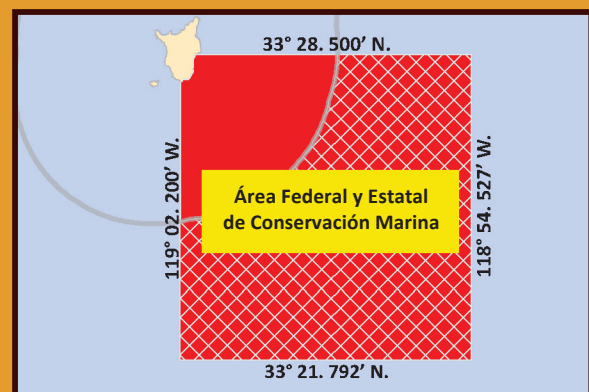 33° 28. 500’ N.
119° 02. 200’ W.
Área Federal y Estatal
de Conservación Marina
118° 54. 527’ W.
33° 21. 792’ N.